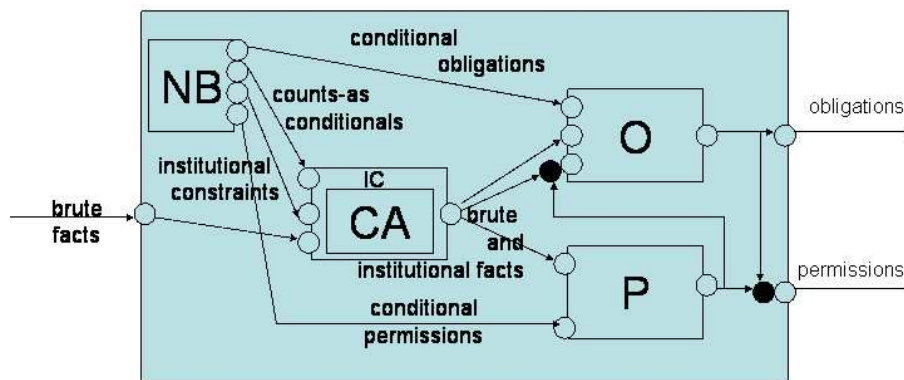 conditional
obligations
NB
counts-as
conditionals
O
obligations
institutional
constraints
IC
CA
brute
facts
brute
and
institutional facts
P
permissions
conditional
permissions